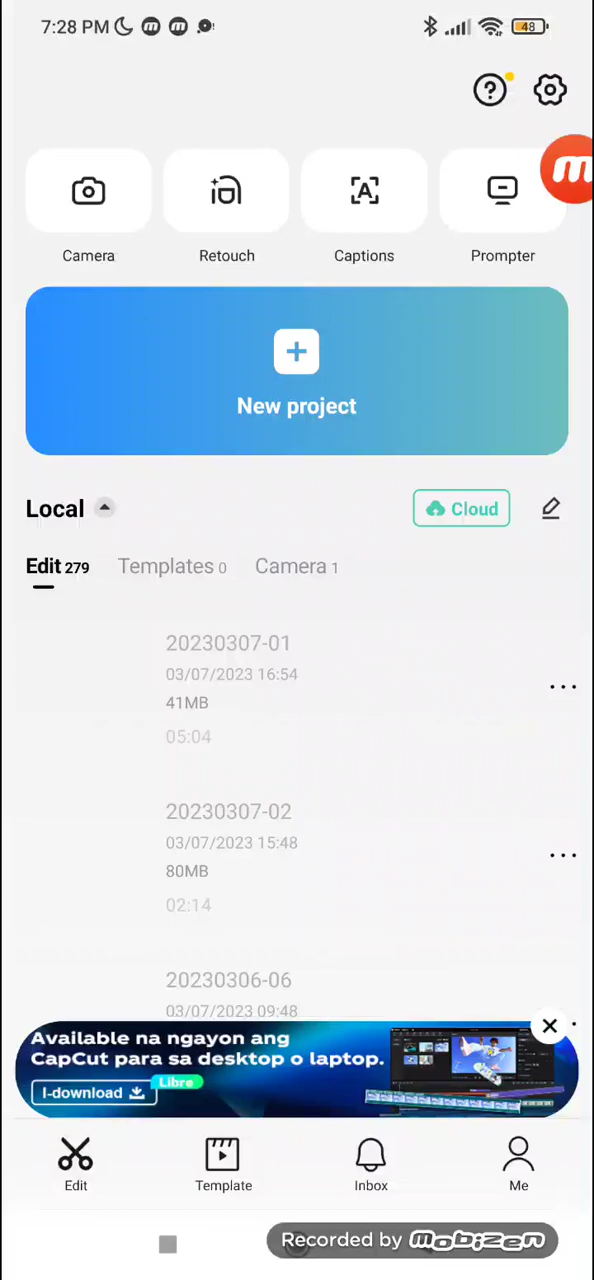 7:28 PM
48
Camera
Retouch
Captions
Prompter
New project
Local
Cloud
Edit 279
Templates 0
Camera 1
20230307-01
03/07/2023 16:54
41MB
05:04
20230307-02
03/07/2023 15:48
80MB
02:14
20230306-06
03/07/2023 09:48
Available na ngayon ang
CapCut para sa desktop o laptop.
Libre
I-download
Edit
Template
Inbox
Me
Recorded by mobizen